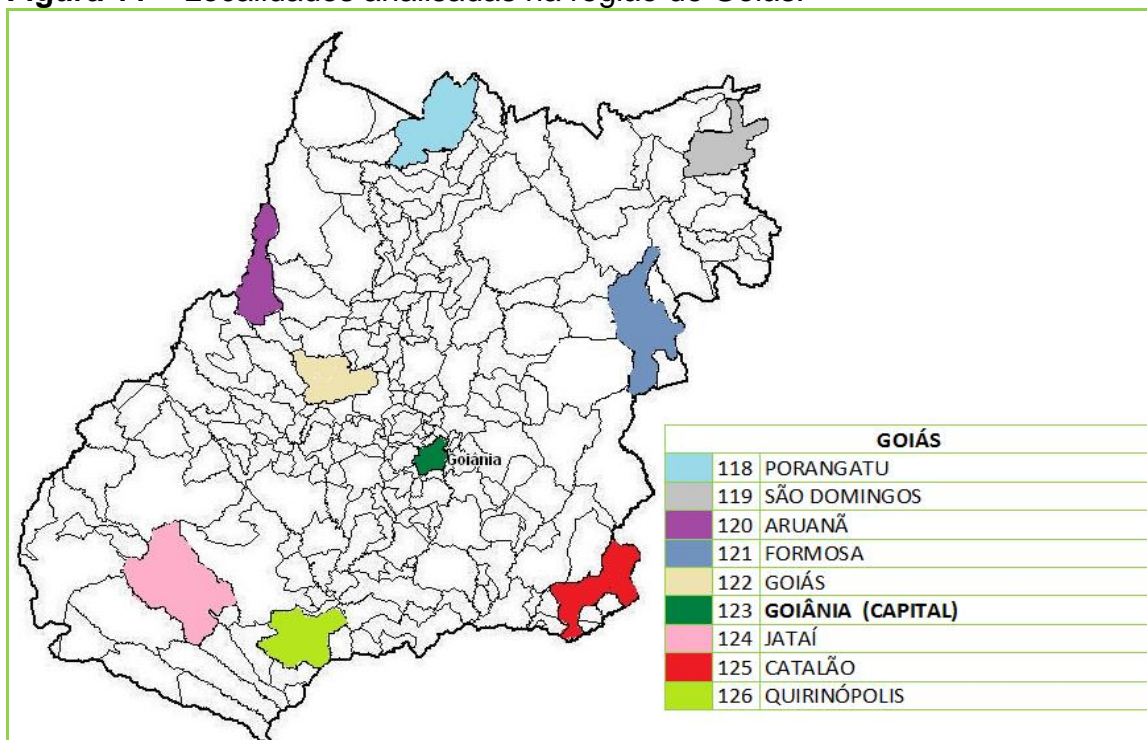 Goiânia
GOIÁS
118 PORANGATU
119 SÃO DOMINGOS
120 ARUANÃ
121 FORMOSA
122 GOIÁS
123 GOIÂNIA (CAPITAL)
124 JATAÍ
125 CATALÃO
126 QUIRINÓPOLIS